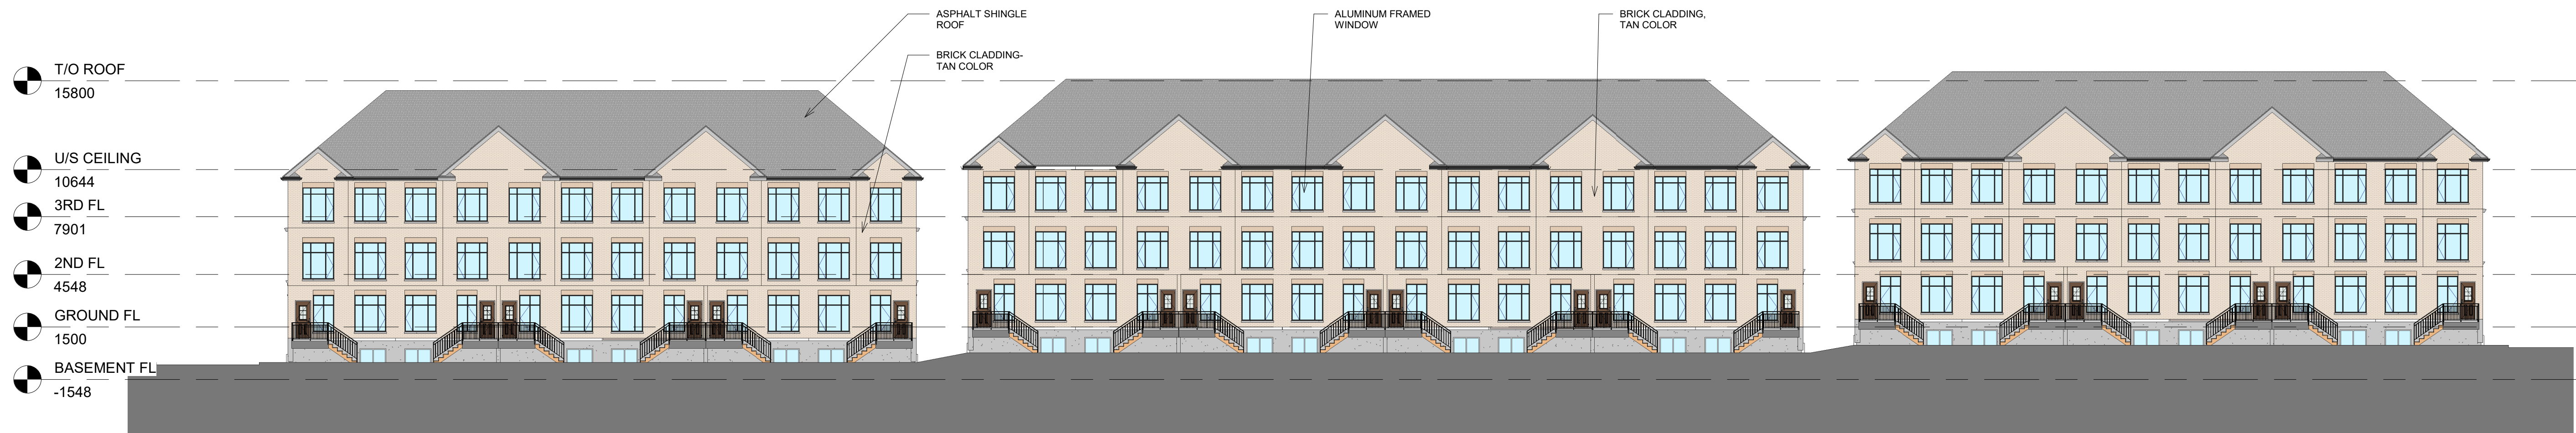 ASPHALT SHINGLE
ROOF
BRICK CLADDING-
TAN COLOR
ALUMINUM FRAMED
WINDOW
BRICK CLADDING,
TAN COLOR
T/O ROOF
15800
U/S CEILING
10644
3RD FL
7901
2ND FL
4548
GROUND FL
1500
BASEMENT FL
-1548